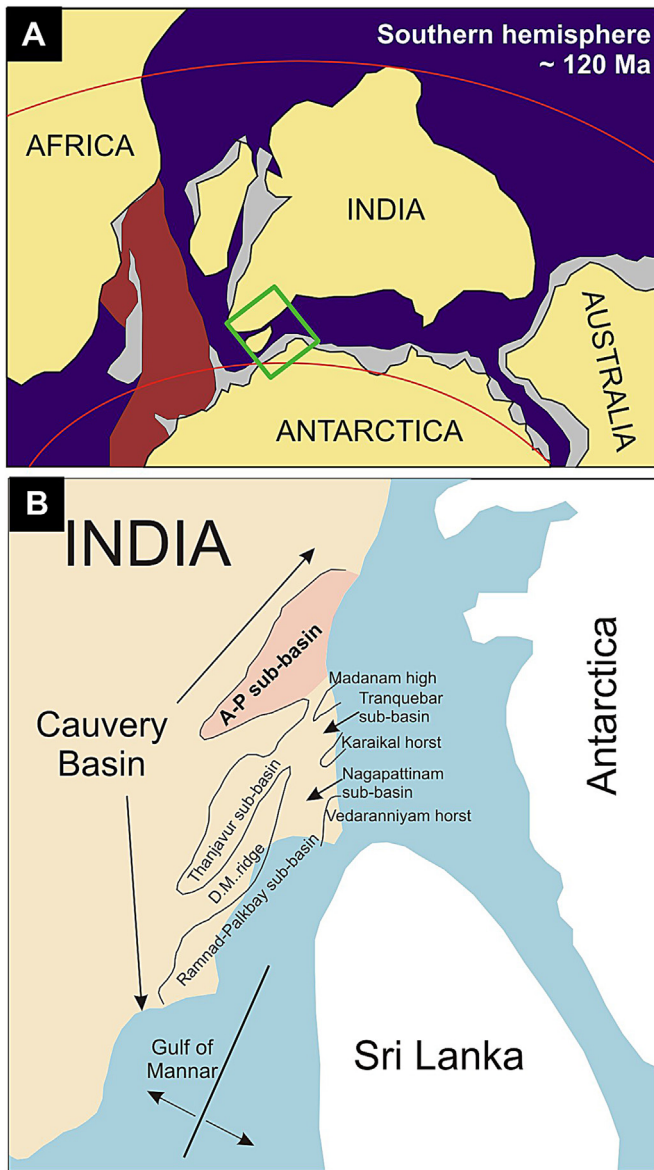 A
Southern hemisphere
~ 120 Ma
AFRICA
INDIA
AUSTRALIA
ANTARCTICA
B
INDIA
A-P sub-basin
Madanam high
Tranquebar
sub-basin
Karaikal horst
Nagapattinam
sub-basin
Vedaranniyam horst
Cauvery
Basin
Thanjavur sub-basin
D.M..ridge
Ramnad-Palkbay sub-basin
Antarctica
Gulf of
Mannar
Sri Lanka